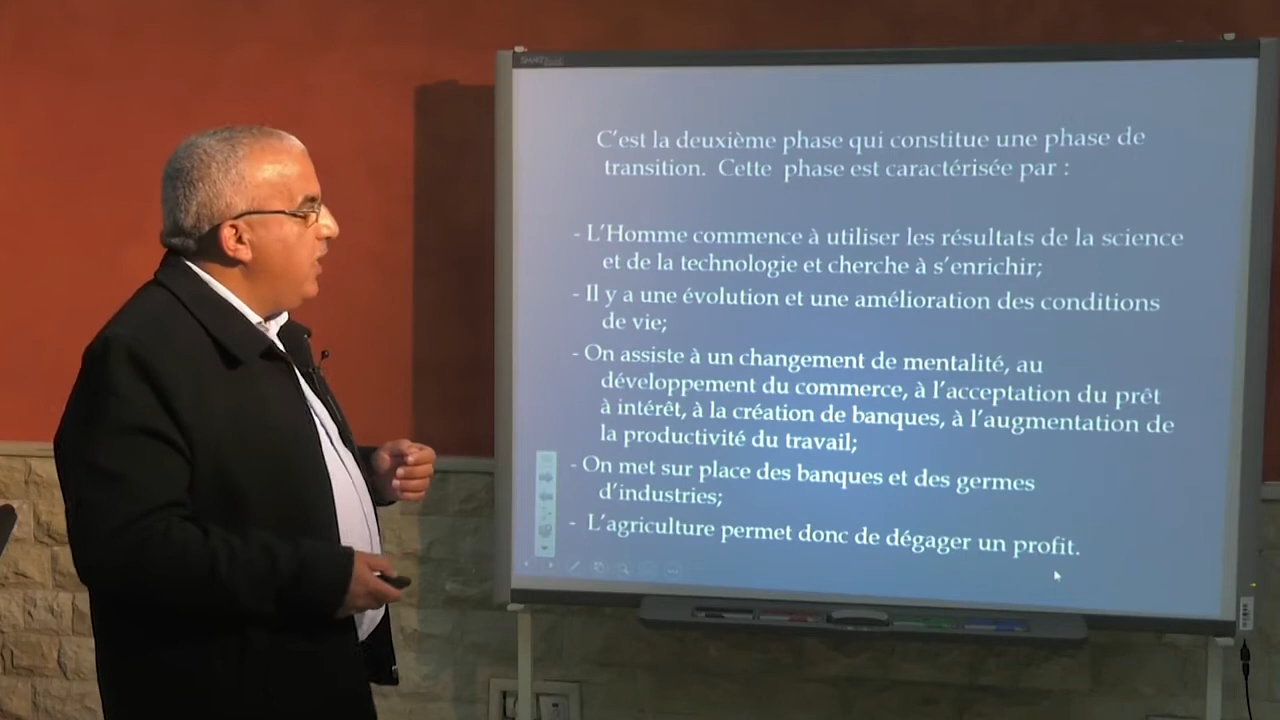 SMART Board
C'est la deuxième phase qui constitue une phase de
transition. Cette phase est caractérisée par :
- L'Homme commence à utiliser les résultats de la science
et de la technologie et cherche à s'enrichir;
- Il y a une évolution et une amélioration des conditions
de vie;
- On assiste à un changement de mentalité, au
développement du commerce, à l'acceptation du prêt
à intérêt, à la création de banques, à l'augmentation de
la productivité du travail;
- On met sur place des banques et des germes
d'industries;
- L'agriculture permet donc de dégager un profit.